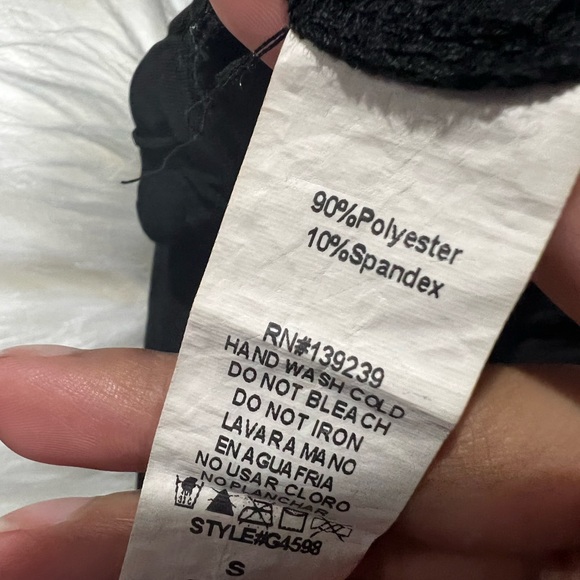 90%Polyester
10%Spandex
RN#139239
HAND WASH COLD
DO NOT BLEACH
DO NOT IRON
LAVARA MANO
EN AGUA FRIA
NO USAR CLORO
NO PLANCHAR
STYLE#G4598
S